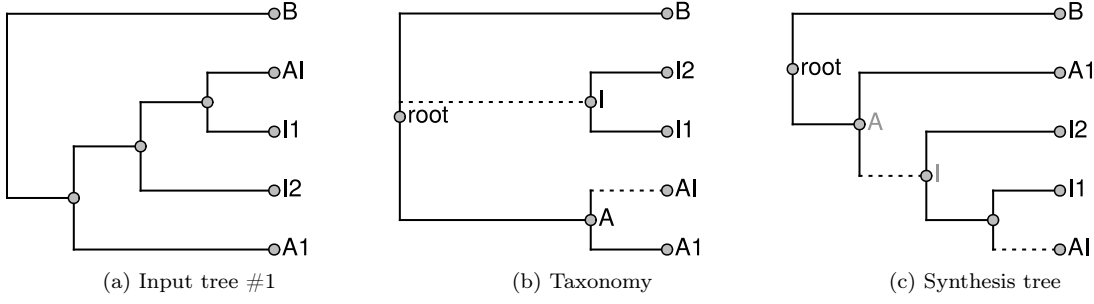 B
AI
I1
I2
A1
(a) Input tree #1
B
I2
I
root
I1
AI
A
A1
(b) Taxonomy
B
root
A1
A
I2
I
I1
AI
(c) Synthesis tree